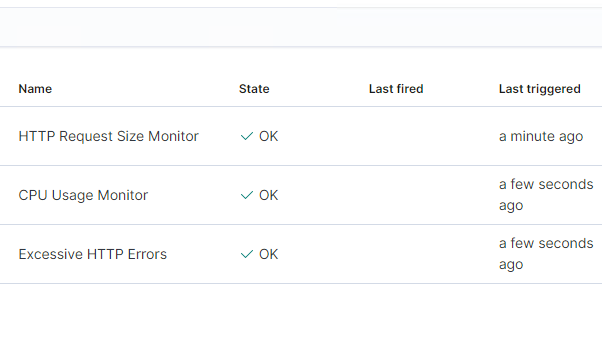 Name State Last fired Last triggered
HTTP Request Size Monitor OK a minute ago
CPU Usage Monitor OK a few seconds
ago
Excessive HTTP Errors OK a few seconds
ago